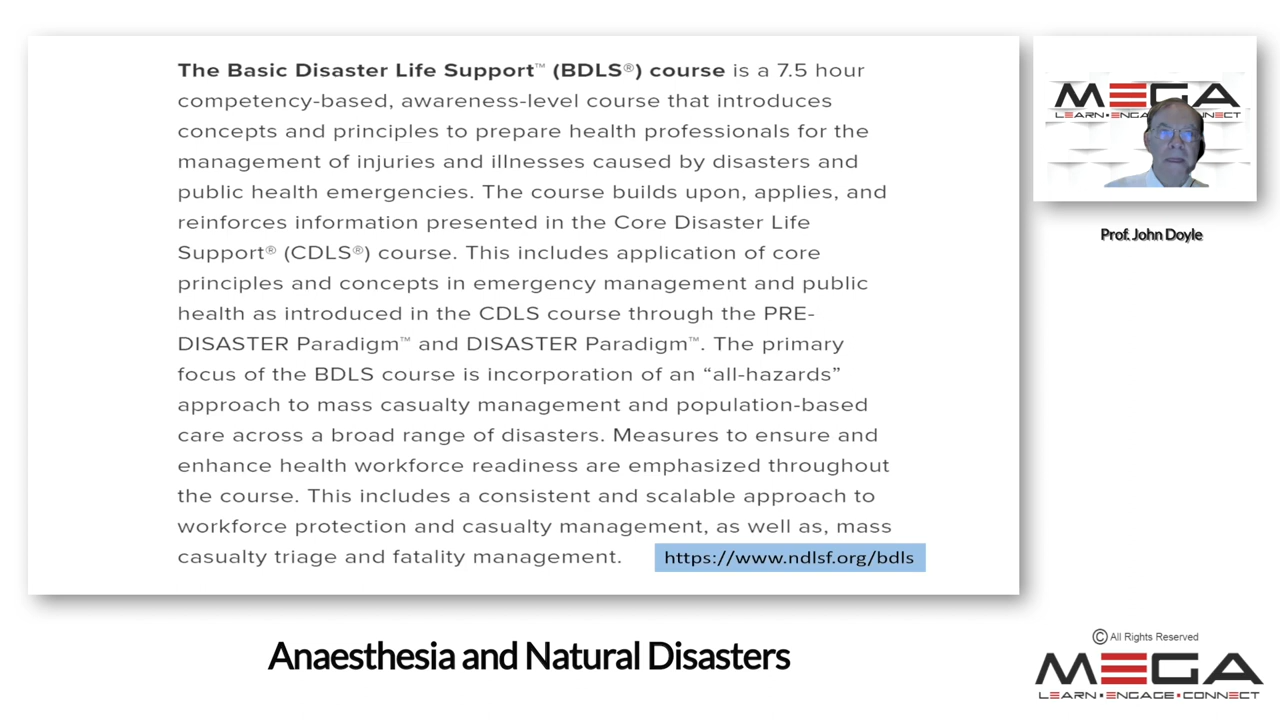 The Basic Disaster Life Support™ (BDLS®) course is a 7.5 hour
competency-based, awareness-level course that introduces
concepts and principles to prepare health professionals for the
management of injuries and illnesses caused by disasters and
public health emergencies. The course builds upon, applies, and
reinforces information presented in the Core Disaster Life
Support® (CDLS®) course. This includes application of core
principles and concepts in emergency management and public
health as introduced in the CDLS course through the PRE-
DISASTER Paradigm™ and DISASTER Paradigm™. The primary
focus of the BDLS course is incorporation of an “all-hazards”
approach to mass casualty management and population-based
care across a broad range of disasters. Measures to ensure and
enhance health workforce readiness are emphasized throughout
the course. This includes a consistent and scalable approach to
workforce protection and casualty management, as well as, mass
casualty triage and fatality management.
https://www.ndlsf.org/bdls
MEGA
Prof. John Doyle
Anaesthesia and Natural Disasters
© All Rights Reserved
MEGA
LEARN•ENGAGE•CONNECT